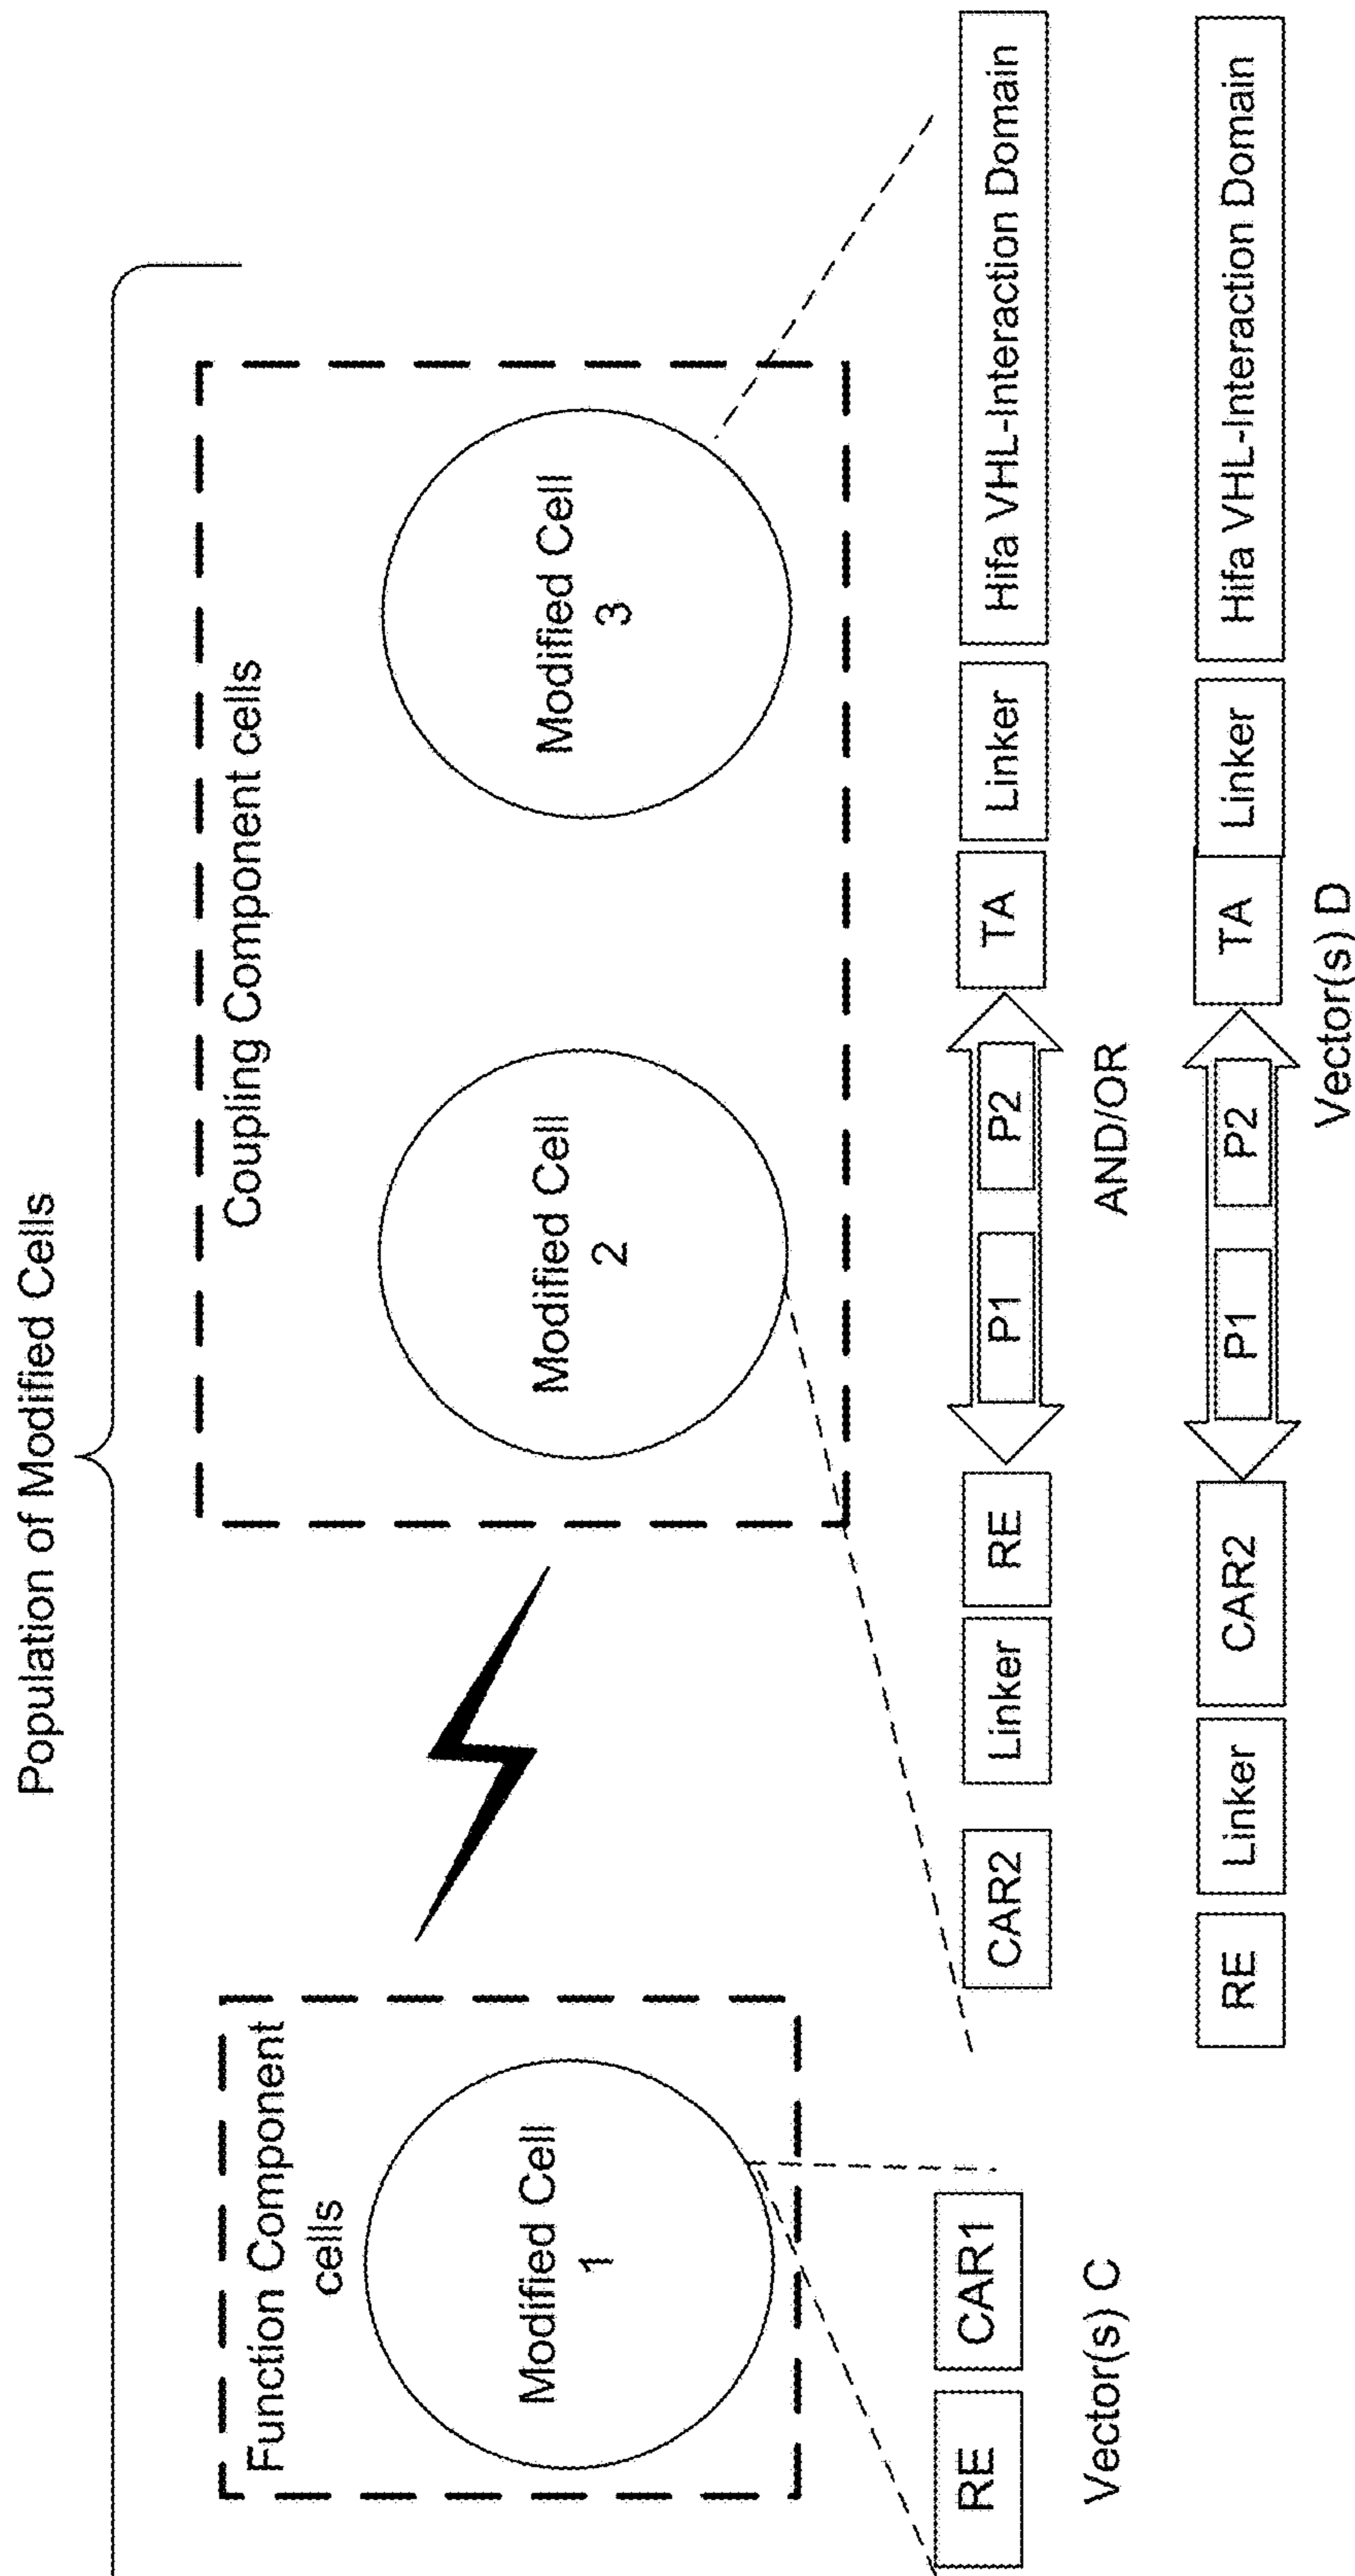 Population of Modified Cells
Function Component
cells
Coupling Component cells
Modified Cell
1
Modified Cell
2
Modified Cell
3
RE
CAR1
Vector(s) C
CAR2
Linker
RE
P1
P2
TA
Linker
Hifa VHL-Interaction Domain
AND/OR
RE
Linker
CAR2
P1
P2
TA
Linker
Hifa VHL-Interaction Domain
Vector(s) D